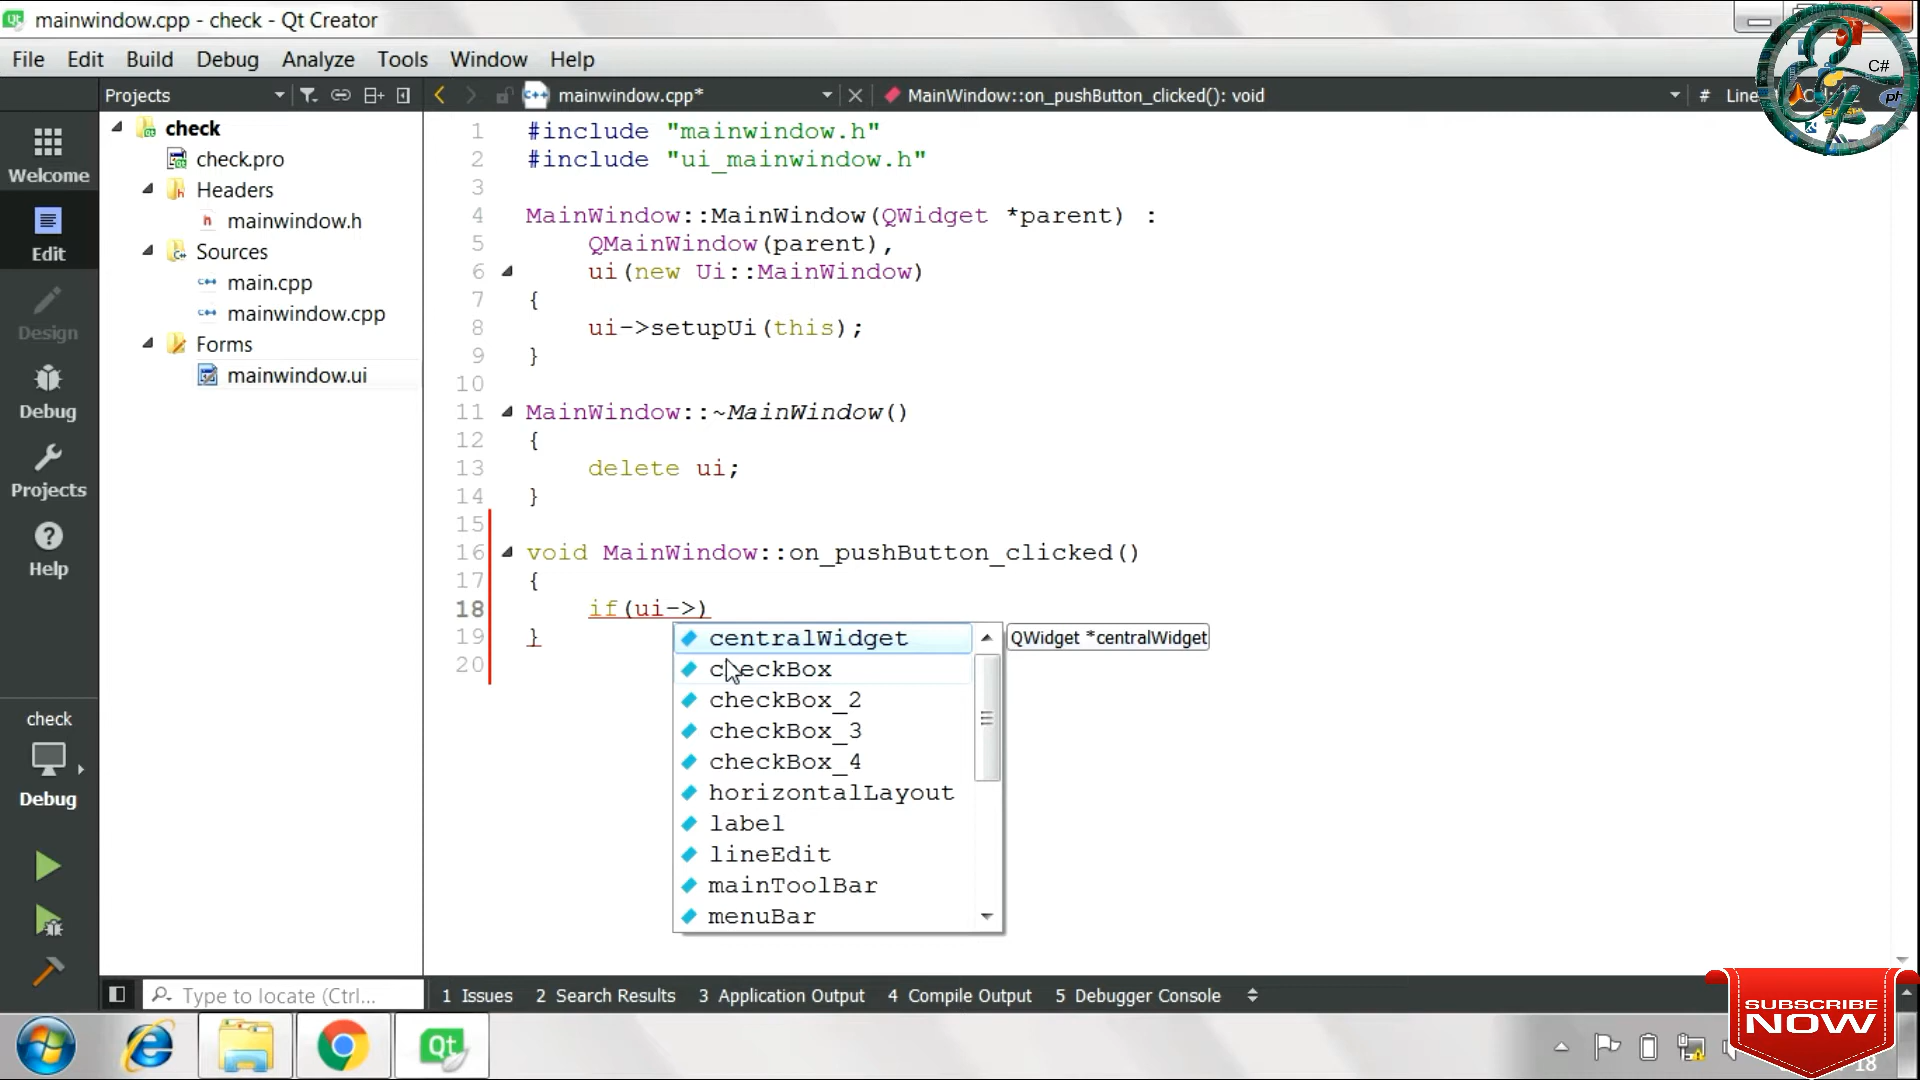 mainwindow.cpp - check - Qt Creator
File Edit Build Debug Analyze Tools Window Help
Projects
mainwindow.cpp*
MainWindow::on_pushButton_clicked(): void
# Line
C#
Welcome
Edit
Design
Debug
Projects
Help
check
Debug
check
check.pro
Headers
mainwindow.h
Sources
main.cpp
mainwindow.cpp
Forms
mainwindow.ui
1 #include "mainwindow.h"
2 #include "ui_mainwindow.h"
3
4 MainWindow::MainWindow(QWidget *parent) :
5 QMainWindow(parent),
6 ui(new Ui::MainWindow)
7 {
8 ui->setupUi(this);
9 }
10
11 MainWindow::~MainWindow()
12 {
13 delete ui;
14 }
15
16 void MainWindow::on_pushButton_clicked()
17 {
18 if(ui->)
19 }
20
centralWidget
checkBox
checkBox_2
checkBox_3
checkBox_4
horizontalLayout
label
lineEdit
mainToolBar
menuBar
QWidget *centralWidget
Type to locate (Ctrl...
1 Issues 2 Search Results 3 Application Output 4 Compile Output 5 Debugger Console
Qt
SUBSCRIBE
NOW
18